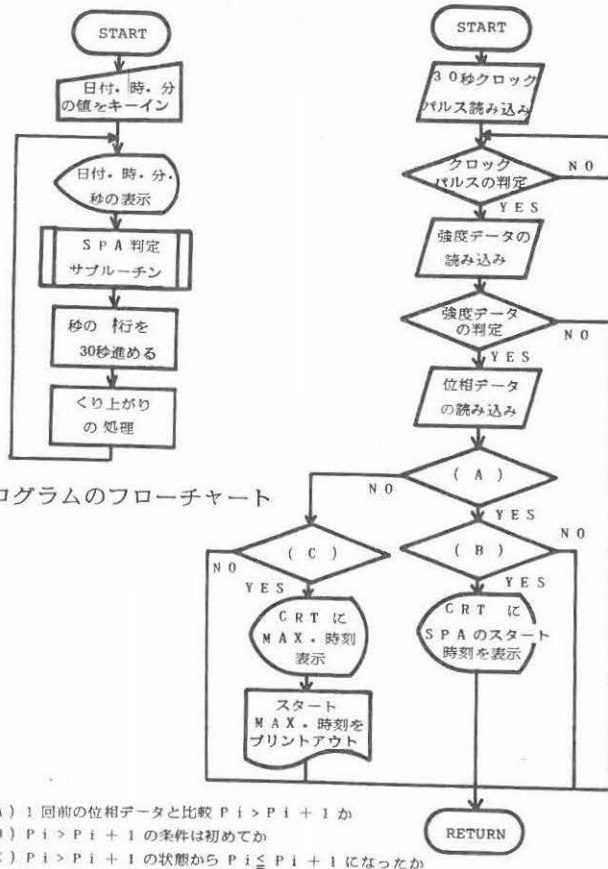 START
日付. 時. 分
の値をキーイン
日付. 時. 分.
秒の表示
SPA判定
サブルーチン
秒の
行を
30秒進める
くり上がり
の処理
ログラムのフローチャート
START
30秒クロック
パルス読み込み
クロック
パルスの判定
NO
YES
強度データの
読み込み
強度データ
の判定
NO
YES
位相データ
の読み込み
(A)
NO
YES
(C)
NO
YES
(B)
NO
YES
CRT に
MAX. 時刻
表示
CRT に
SPAのスタート
時刻を表示
スタート
MAX. 時刻を
プリントアウト
) 1回前の位相データと比較 Pi > Pi + 1 か
) Pi > Pi + 1 の条件は初めてか
) Pi > Pi + 1 の状態から Pi ≦ Pi + 1 になったか
RETURN